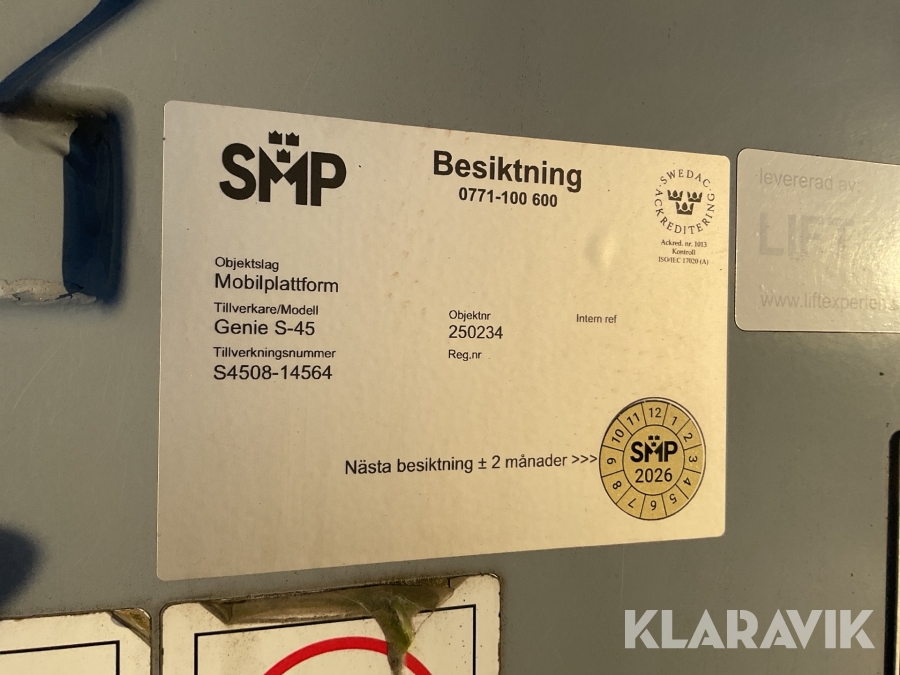 SMP
Besiktning
0771-100 600
SWEDAC
ACKREDITERING
Ackred. nr. 1013
Kontroll
ISO/IEC 17020 (A)
Objektslag
Mobilplattform
Tillverkare/Modell
Genie S-45
Tillverkningsnummer
S4508-14564
Objektnr
250234
Reg.nr
Intern ref
Nästa besiktning ± 2 månader >>>
12 1 2 3 4 5 6 7 8 9 10 11
SMP
2026
levererad av:
LIFT
KLARAVIK